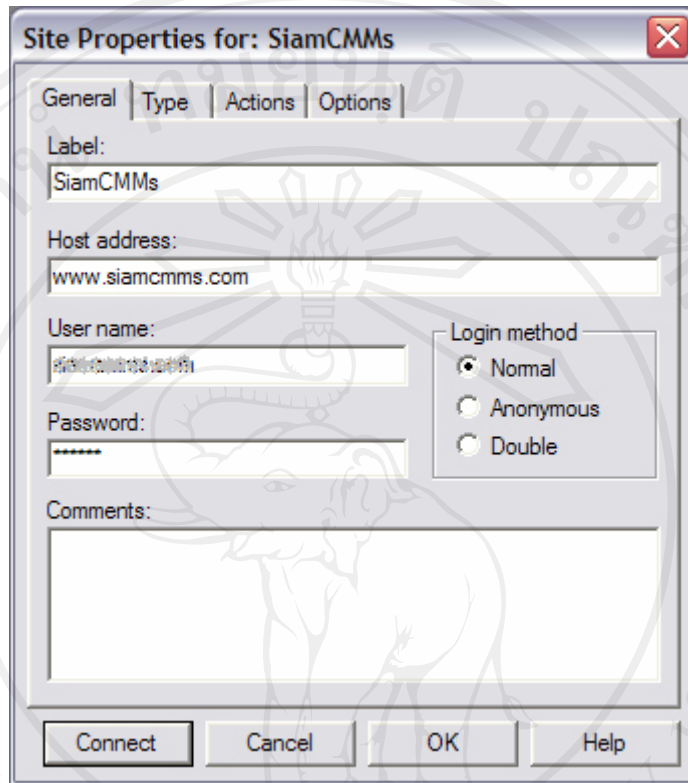 Site Properties for: SiamCMMs
General Type Actions Options
Label:
SiamCMMs
Host address:
www.siamcmms.com
User name:
Login method
Normal
Anonymous
Double
Password:
******
Comments:
Connect Cancel OK Help